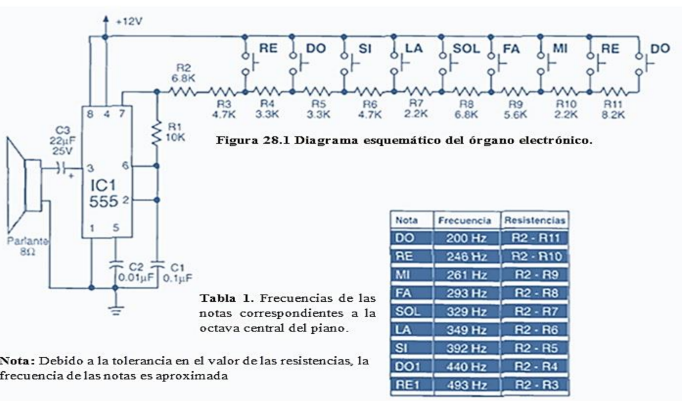 +12V
RE DO SI LA SOL FA MI RE DO
R2
6.8K
R3
4.7K
R4
3.3K
R5
3.3K
R6
4.7K
R7
2.2K
R8
6.8K
R9
5.6K
R10
2.2K
R11
8.2K
8 4 7
R1
10K
Figura 28.1 Diagrama esquemático del órgano electrónico.
C3
22µF
25V
+
3
6
IC1
555
2
1 5
Parlante
8Ω
C2
0.01µF
C1
0.1µF
Tabla 1. Frecuencias de las
notas correspondientes a la
octava central del piano.
Nota Frecuencia Resistencias
DO 200 Hz R2 - R11
RE 246 Hz R2 - R10
MI 261 Hz R2 - R9
FA 293 Hz R2 - R8
SOL 329 Hz R2 - R7
LA 349 Hz R2 - R6
SI 392 Hz R2 - R5
DO1 440 Hz R2 - R4
RE1 493 Hz R2 - R3
Nota: Debido a la tolerancia en el valor de las resistencias, la
frecuencia de las notas es aproximada